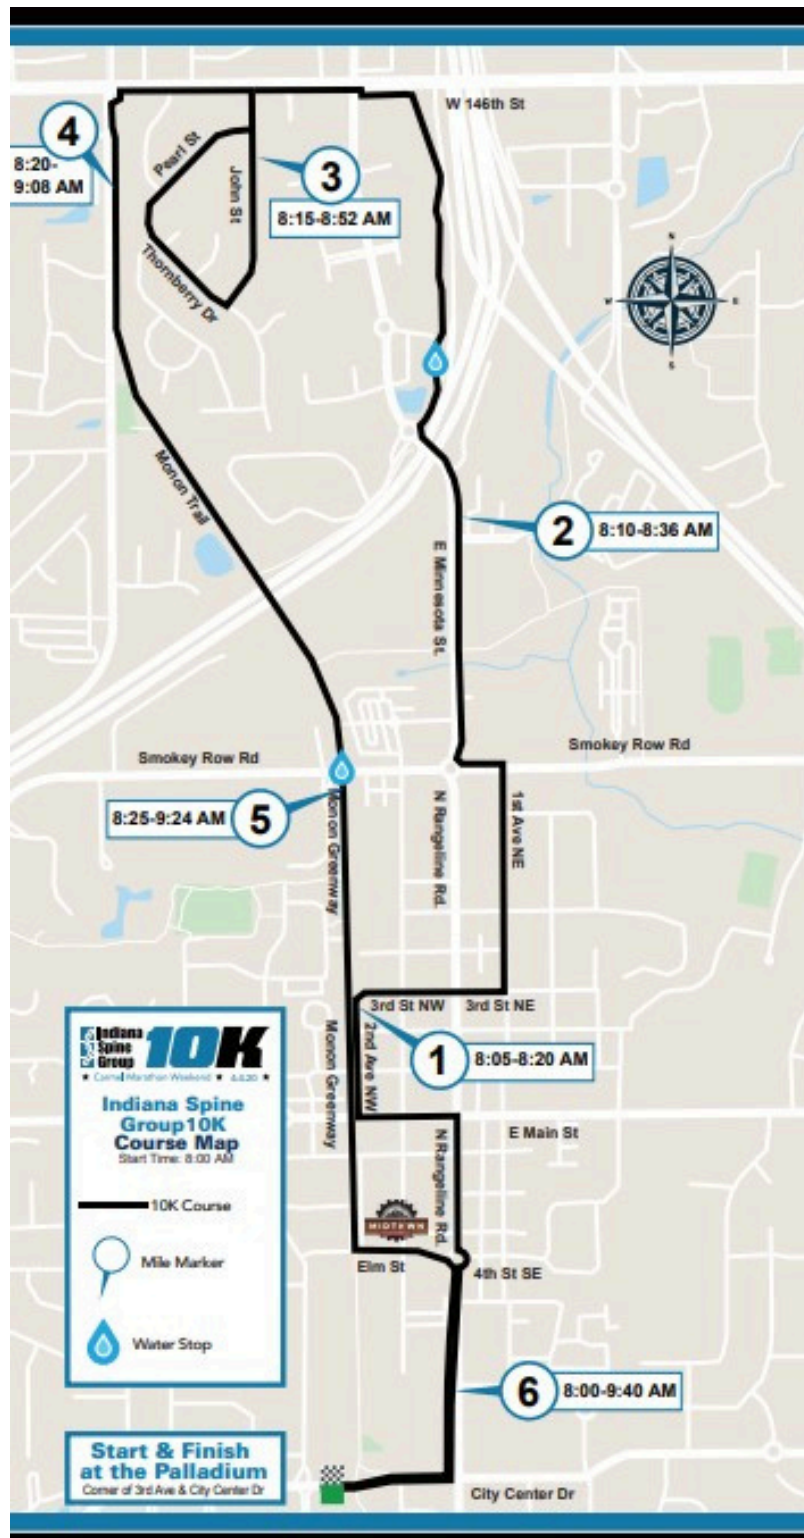 W 146th St
4
8:20-
9:08 AM
Pearl St
John St
3
8:15-8:52 AM
Thornberry Dr
N
W
E
S
Monon Trail
2
8:10-8:36 AM
E Minnesota St.
Smokey Row Rd
Smokey Row Rd
8:25-9:24 AM
5
Monon Greenway
N Rangeline Rd.
1st Ave NE
3rd St NW
3rd St NE
1
8:05-8:20 AM
2nd Ave NW
Monon Greenway
E Main St
N Rangeline Rd.
MIDTOWN
Elm St
4th St SE
6
8:00-9:40 AM
City Center Dr
Indiana
Spine
Group
10K
Carmel Marathon Weekend
Indiana Spine
Group10K
Course Map
Start Time: 8:00 AM
10K Course
Mile Marker
Water Stop
Start & Finish
at the Palladium
Corner of 3rd Ave & City Center Dr